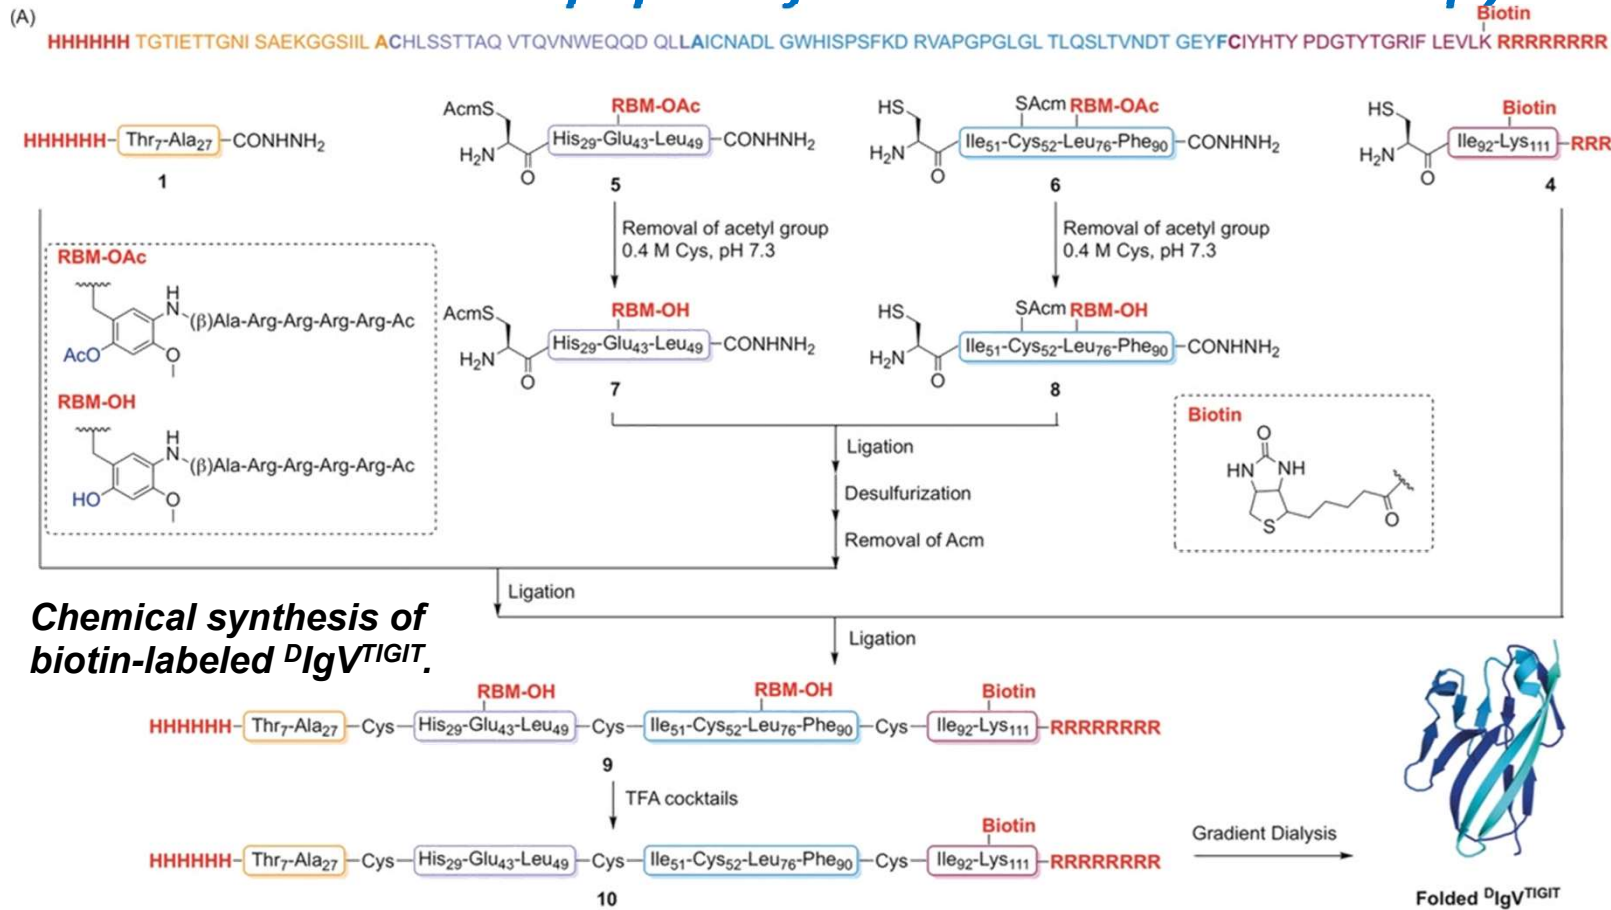 (A)
Biotin
HHHHHH TGTIETTGNI SAEKGGSIIL ACHLSSTTAQ VTQVNWEQQD QLLAICNADL GWHISPSFKD RVAPGPGLGL TLQSLTVNDT GEYFCIYHTY PDGTYTGRIF LEVLK RRRRRRRR
HHHHHH- Thr7-Ala27 -CONHNH2
1
AcmS
H2N
O
RBM-OAc
His29-Glu43-Leu49 -CONHNH2
5
HS
H2N
O
SAcm RBM-OAc
Ile51-Cys52-Leu76-Phe90 -CONHNH2
6
HS
H2N
O
Biotin
Ile92-Lys111 -RRR
4
Removal of acetyl group
0.4 M Cys, pH 7.3
Removal of acetyl group
0.4 M Cys, pH 7.3
RBM-OAc
H
N
(β)Ala-Arg-Arg-Arg-Arg-Ac
AcO
O
RBM-OH
H
N
(β)Ala-Arg-Arg-Arg-Arg-Ac
HO
O
AcmS
H2N
O
RBM-OH
His29-Glu43-Leu49 -CONHNH2
7
HS
H2N
O
SAcm RBM-OH
Ile51-Cys52-Leu76-Phe90 -CONHNH2
8
Ligation
Desulfurization
Removal of Acm
Biotin
O
HN NH
S
O
Ligation
Ligation
Chemical synthesis of
biotin-labeled DIgVTIGIT.
RBM-OH RBM-OH Biotin
HHHHHH- Thr7-Ala27 -Cys- His29-Glu43-Leu49 -Cys- Ile51-Cys52-Leu76-Phe90 -Cys- Ile92-Lys111 -RRRRRRRR
9
TFA cocktails
Biotin
HHHHHH- Thr7-Ala27 -Cys- His29-Glu43-Leu49 -Cys- Ile51-Cys52-Leu76-Phe90 -Cys- Ile92-Lys111 -RRRRRRRR
10
Gradient Dialysis
Folded DIgVTIGIT